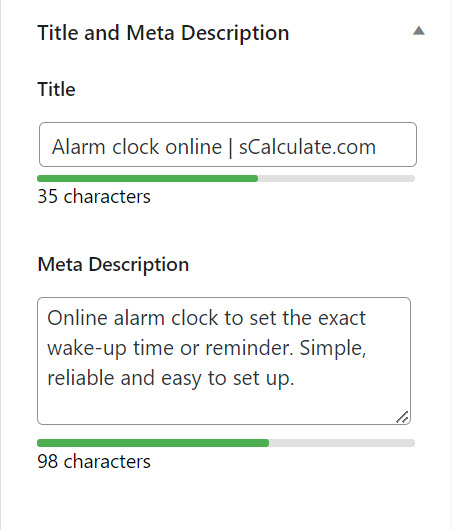 Title and Meta Description
Title
Alarm clock online | sCalculate.com
35 characters
Meta Description
Online alarm clock to set the exact
wake-up time or reminder. Simple,
reliable and easy to set up.
98 characters